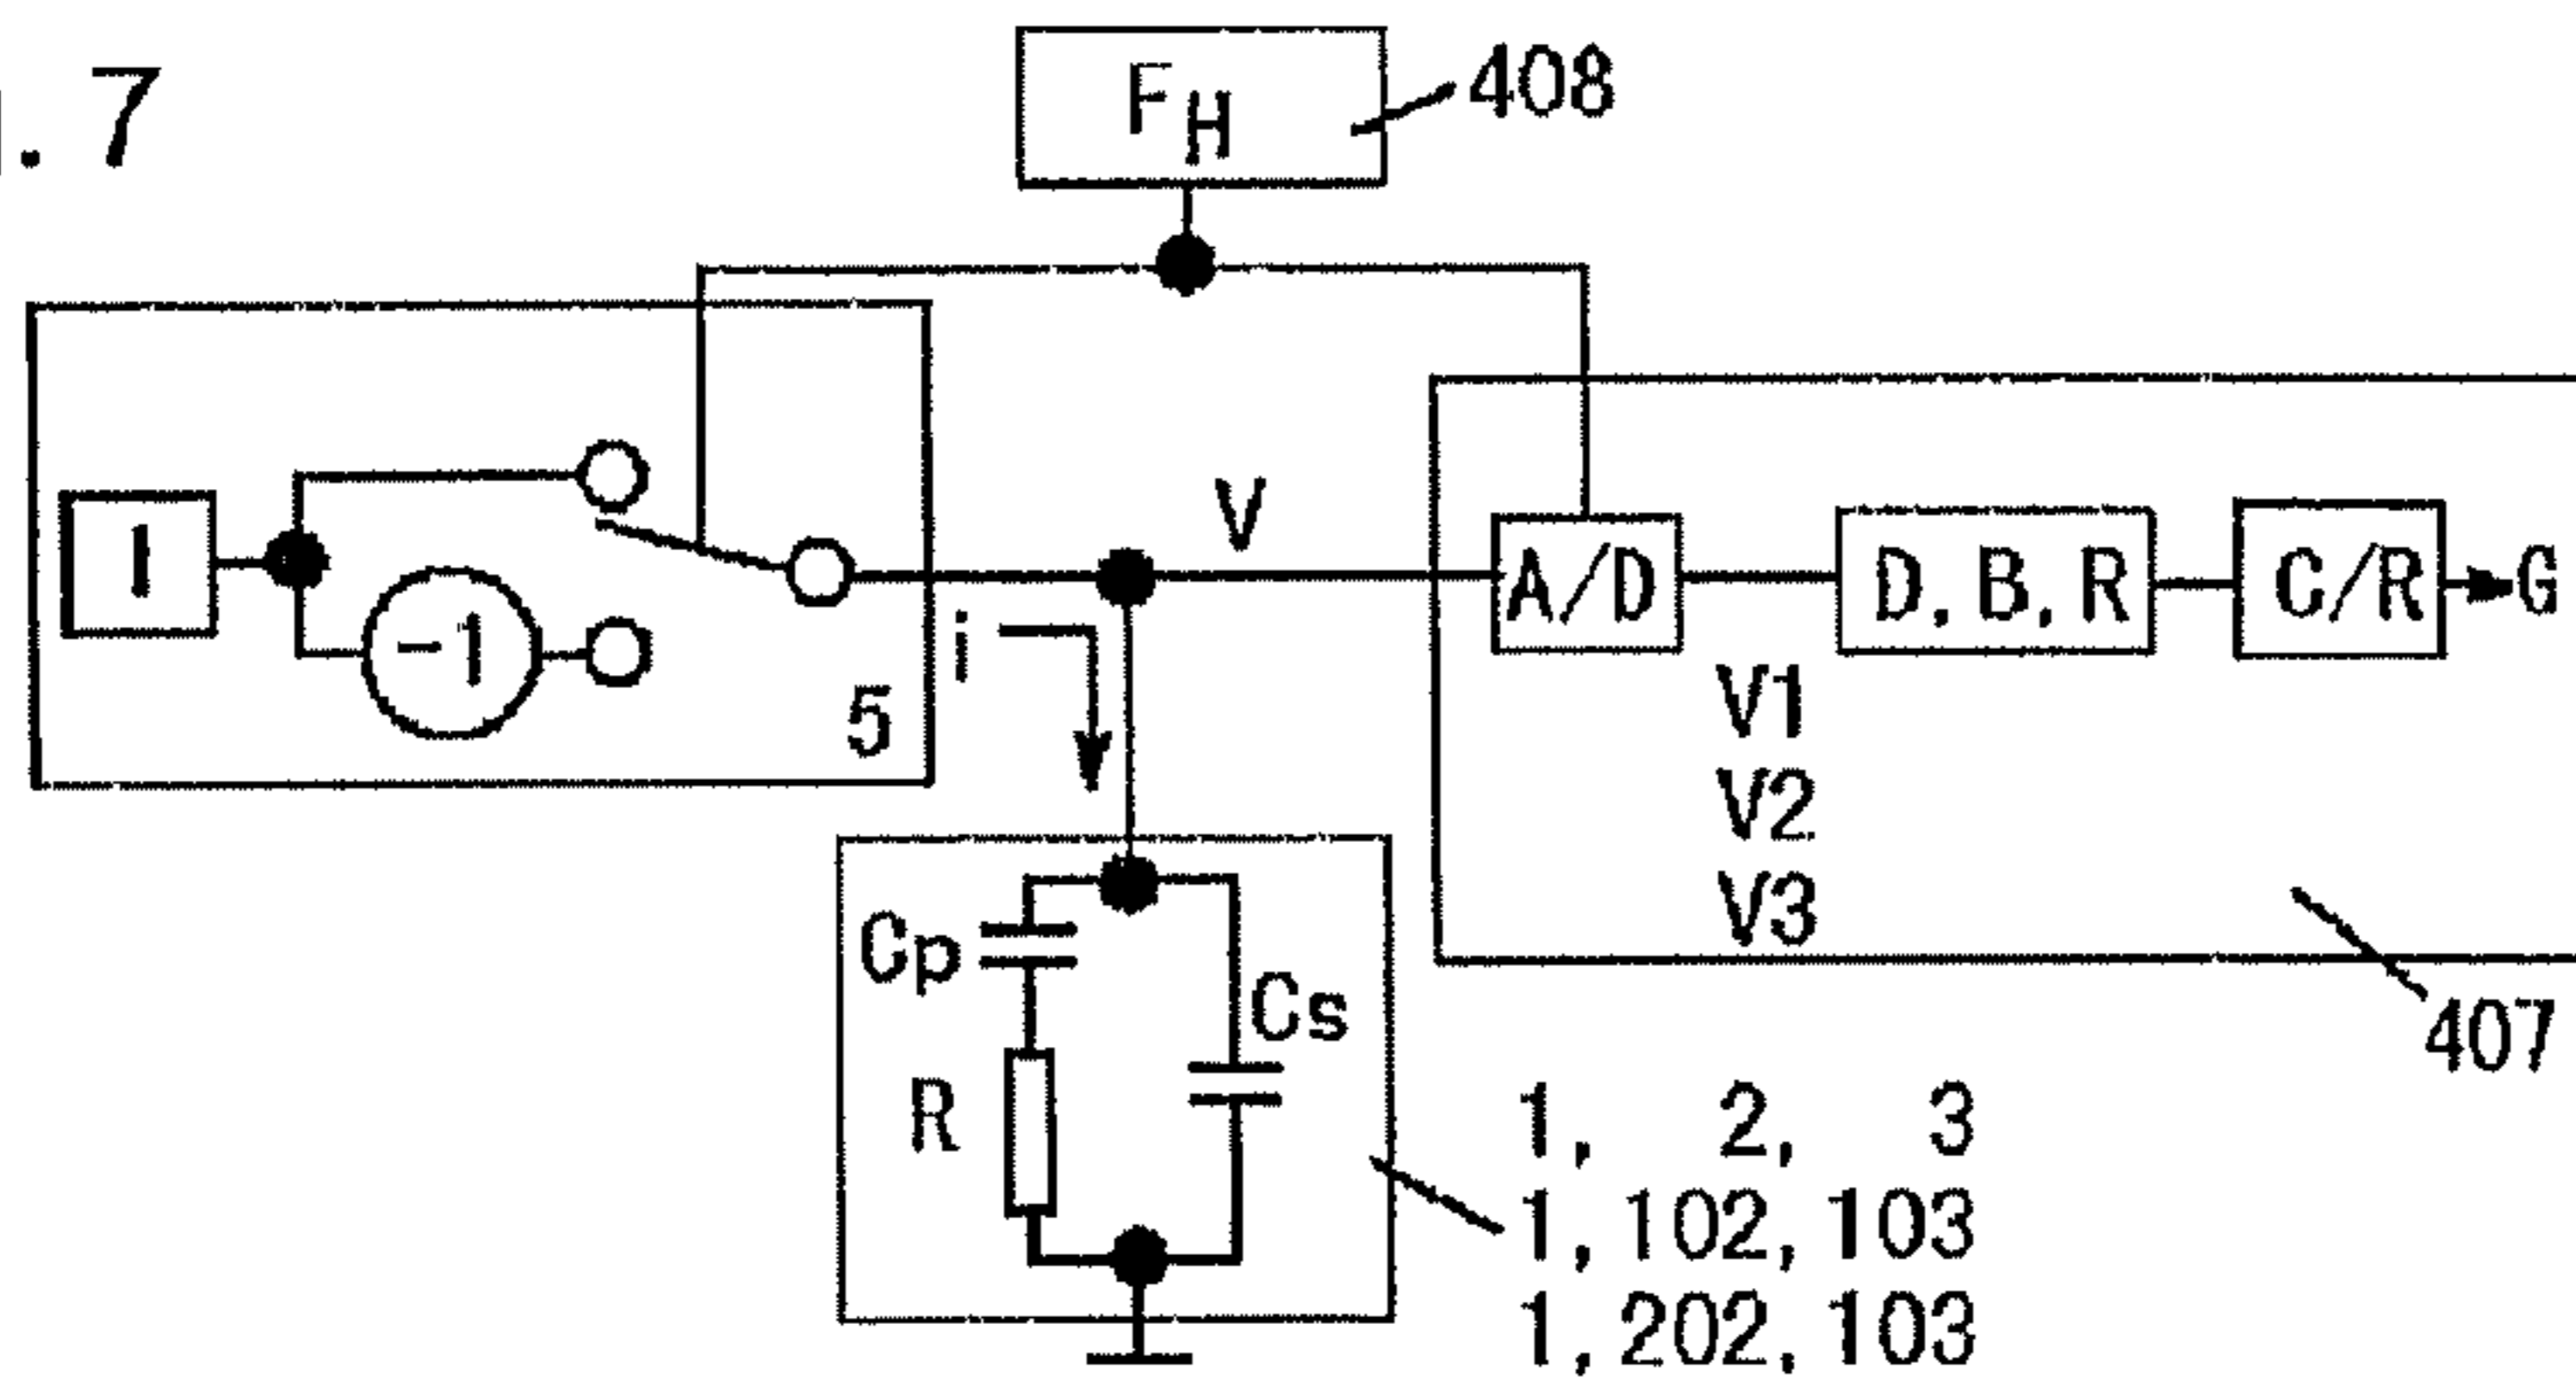 . 7
F H
408
I
-1
5
i
V
A/D
D, B, R
C/R
G
V1
V2
V3
407
Cp
R
Cs
1, 2, 3
1, 102, 103
1, 202, 103